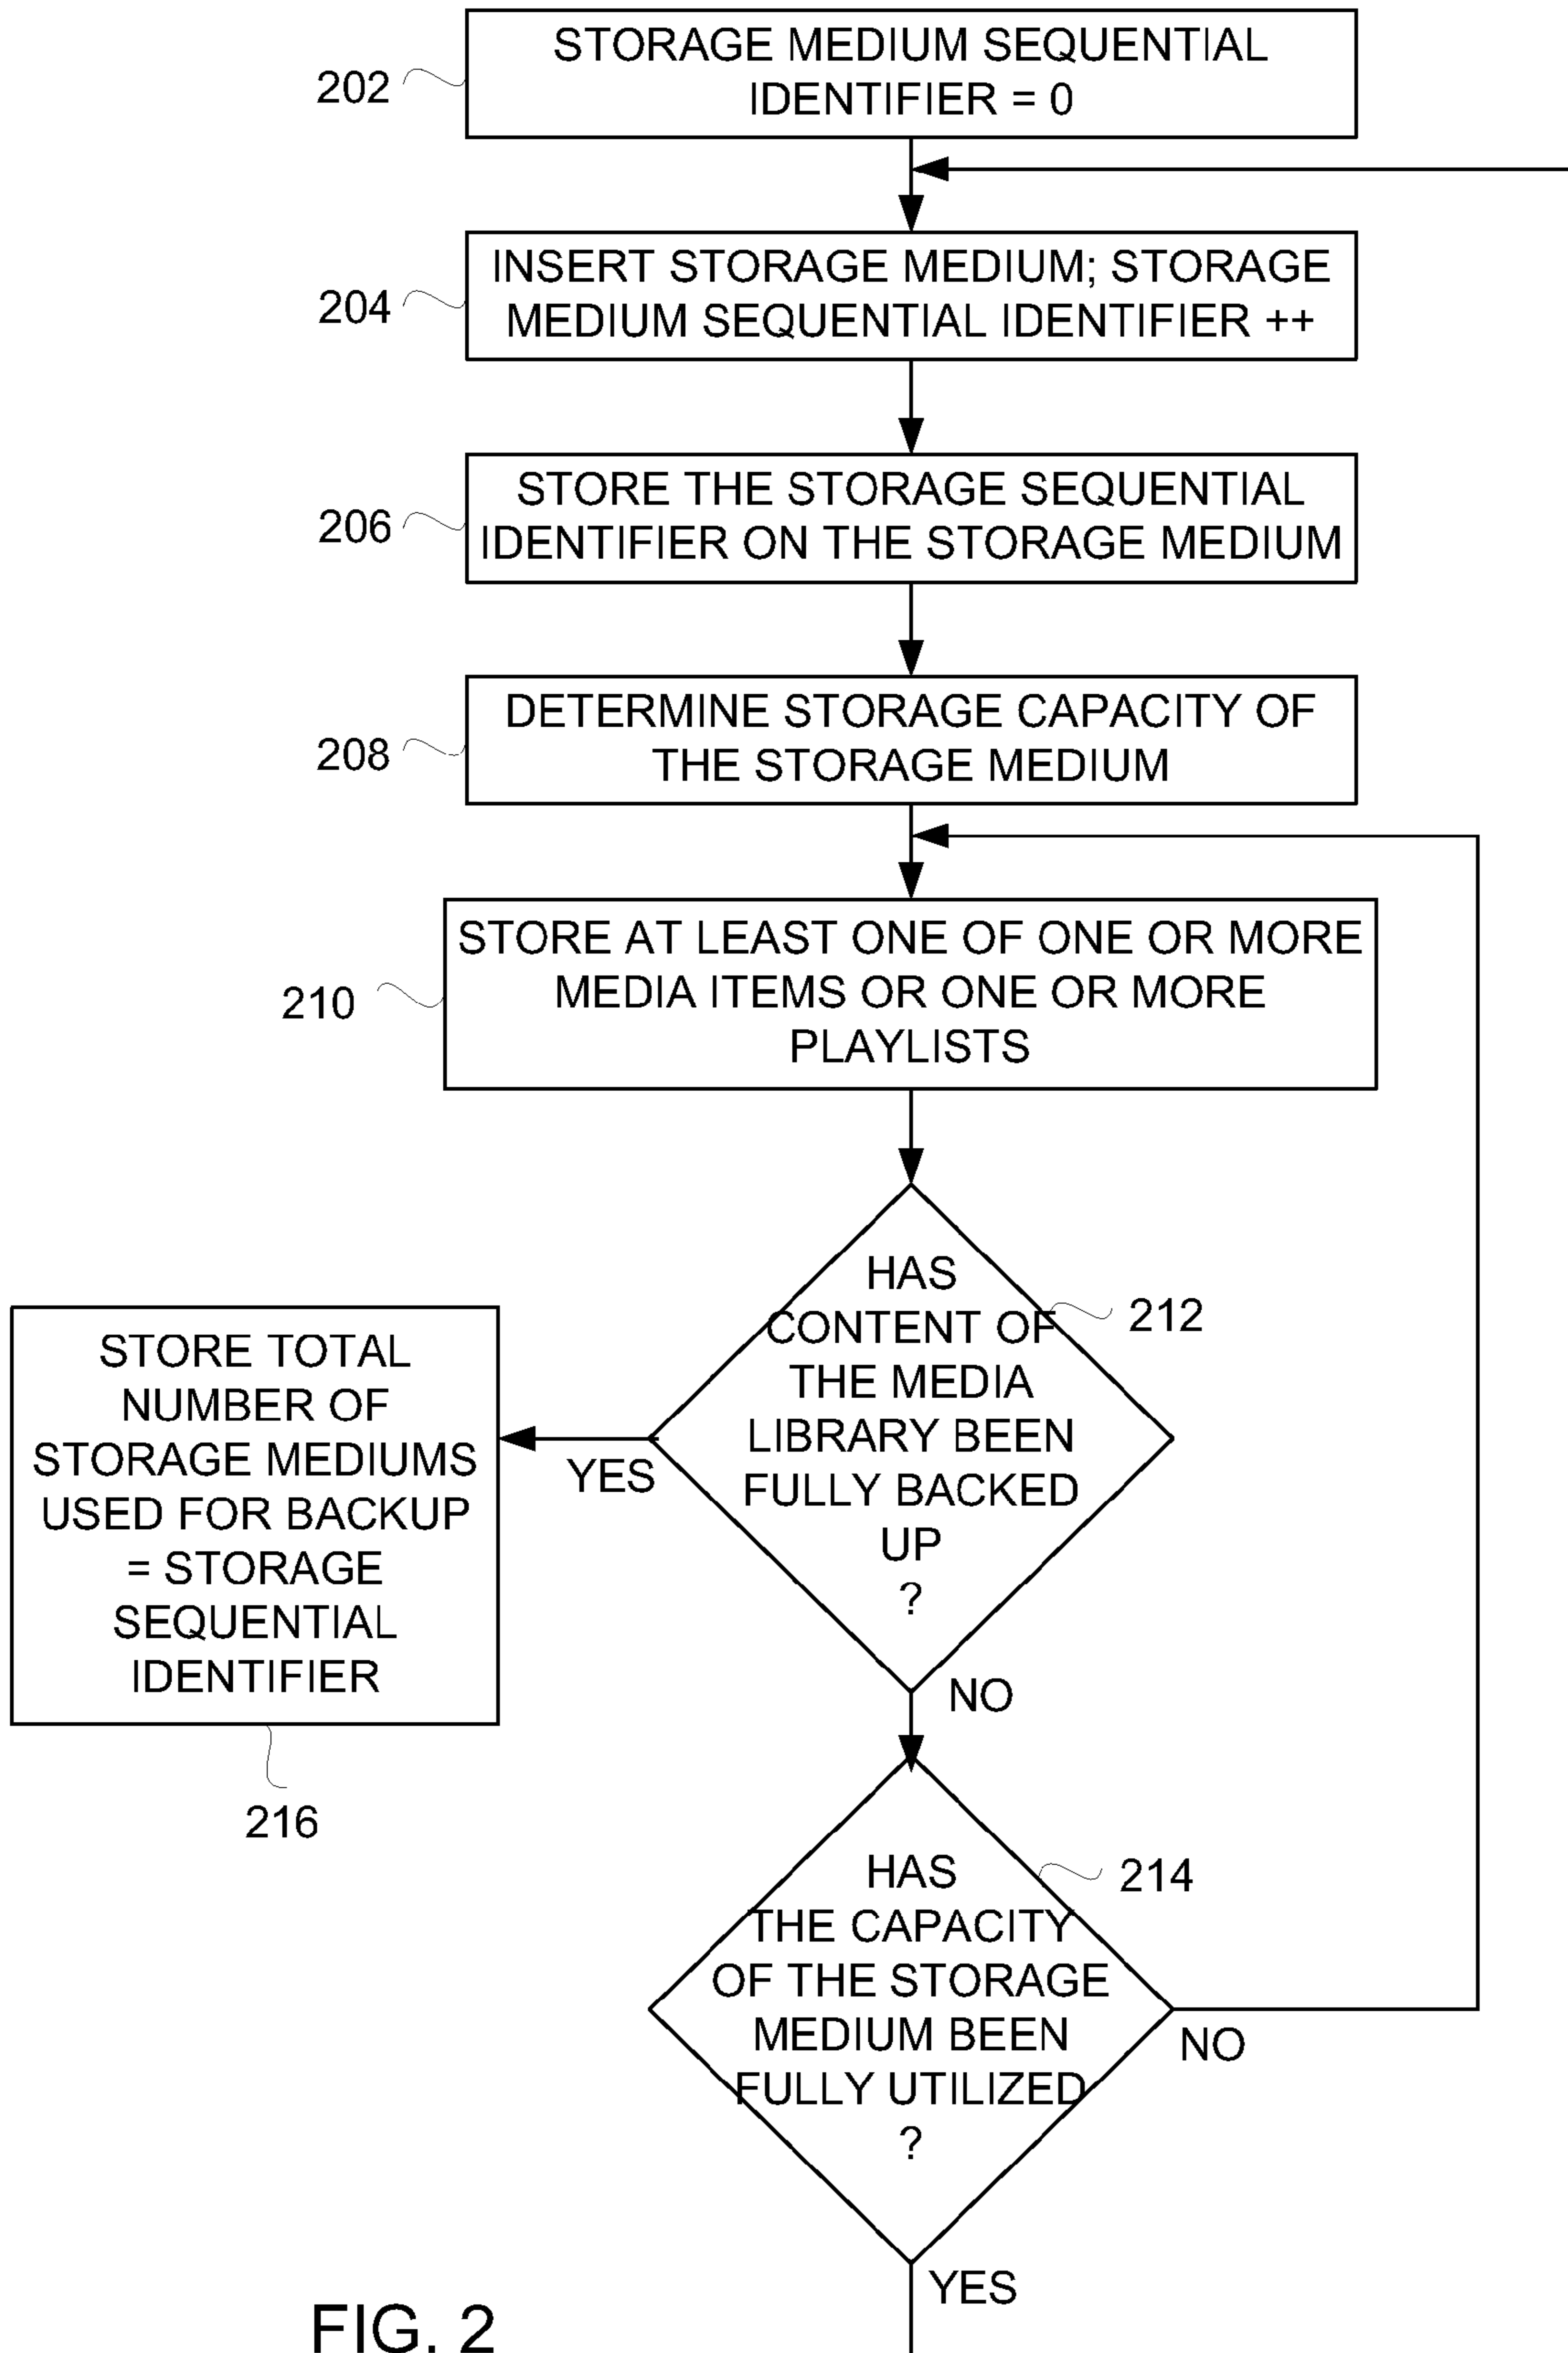 STORAGE MEDIUM SEQUENTIAL
IDENTIFIER = 0
202
INSERT STORAGE MEDIUM; STORAGE
MEDIUM SEQUENTIAL IDENTIFIER ++
204
STORE THE STORAGE SEQUENTIAL
IDENTIFIER ON THE STORAGE MEDIUM
206
DETERMINE STORAGE CAPACITY OF
THE STORAGE MEDIUM
208
STORE AT LEAST ONE OF ONE OR MORE
MEDIA ITEMS OR ONE OR MORE
PLAYLISTS
210
HAS
CONTENT OF
THE MEDIA
LIBRARY BEEN
FULLY BACKED
UP
?
212
YES
NO
STORE TOTAL
NUMBER OF
STORAGE MEDIUMS
USED FOR BACKUP
= STORAGE
SEQUENTIAL
IDENTIFIER
216
HAS
THE CAPACITY
OF THE STORAGE
MEDIUM BEEN
FULLY UTILIZED
?
214
NO
YES
FIG. 2